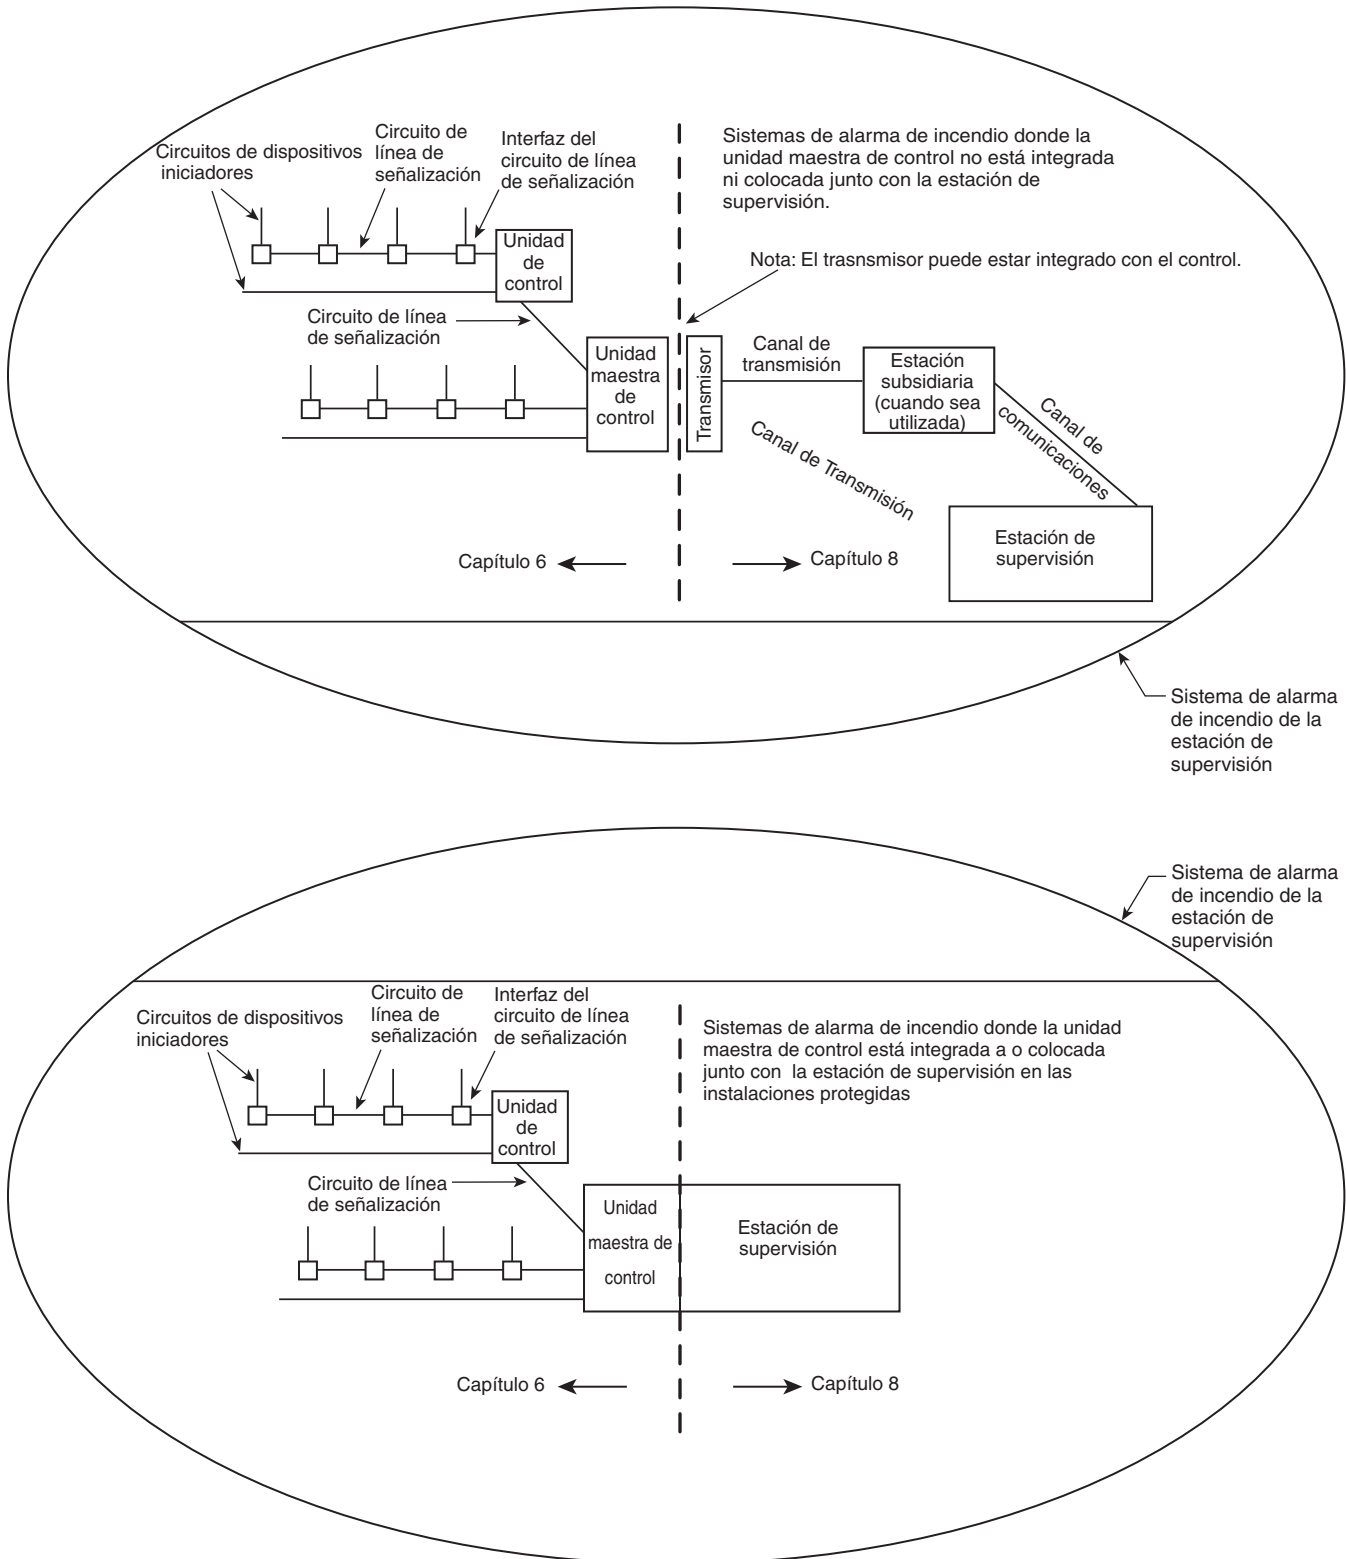 Circuitos de dispositivos
iniciadores
Circuito de
línea de
señalización
Interfaz del
circuito de línea
de señalización
Sistemas de alarma de incendio donde la
unidad maestra de control no está integrada
ni colocada junto con la estación de
supervisión.
Unidad
de
control
Nota: El trasnsmisor puede estar integrado con el control.
Circuito de línea
de señalización
Unidad
maestra
de
control
Transmisor
Canal de
transmisión
Estación
subsidiaria
(cuando sea
utilizada)
Canal de
comunicaciones
Canal de Transmisión
Estación de
supervisión
Capítulo 6
Capítulo 8
Sistema de alarma
de incendio de la
estación de
supervisión
Sistema de alarma
de incendio de la
estación de
supervisión
Circuitos de dispositivos
iniciadores
Circuito de
línea de
señalización
Interfaz del
circuito de línea
de señalización
Sistemas de alarma de incendio donde la unidad
maestra de control está integrada a o colocada
junto con  la estación de supervisión en las
instalaciones protegidas
Unidad
de
control
Circuito de línea
de señalización
Unidad
maestra de
control
Estación de
supervisión
Capítulo 6
Capítulo 8